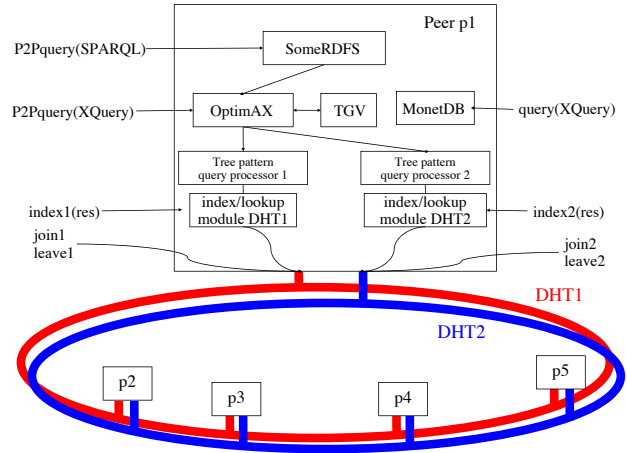 Peer p1
P2Pquery(SPARQL)
SomeRDFS
P2Pquery(XQuery)
OptimAX
TGV
MonetDB
query(XQuery)
Tree pattern
query processor 1
Tree pattern
query processor 2
index1(res)
index/lookup
module DHT1
index/lookup
module DHT2
index2(res)
join1
leave1
join2
leave2
DHT1
DHT2
p2
p3
p4
p5